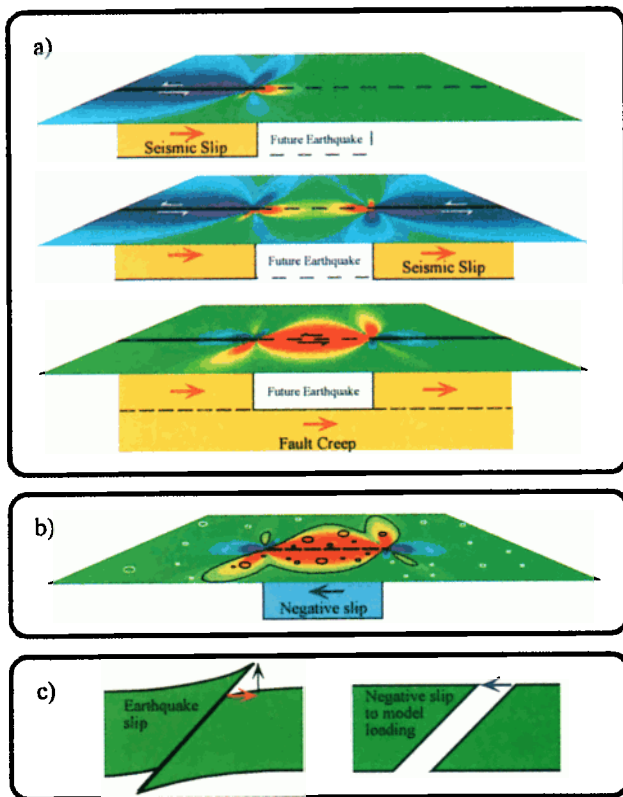 a)
Seismic Slip
Future Earthquake
Future Earthquake
Seismic Slip
Future Earthquake
Fault Creep
b)
Negative slip
c)
Earthquake
slip
Negative slip
to model
loading